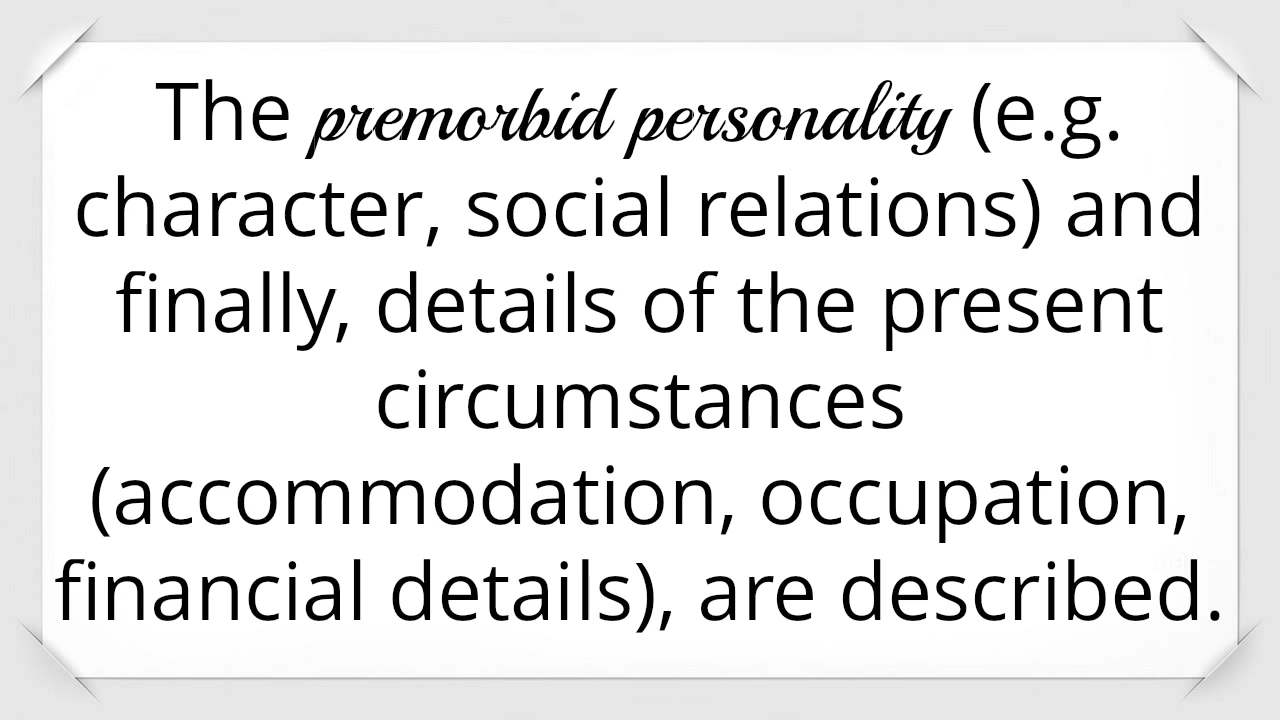 The premorbid personality (e.g.
character, social relations) and
finally, details of the present
circumstances
(accommodation, occupation,
financial details), are described.